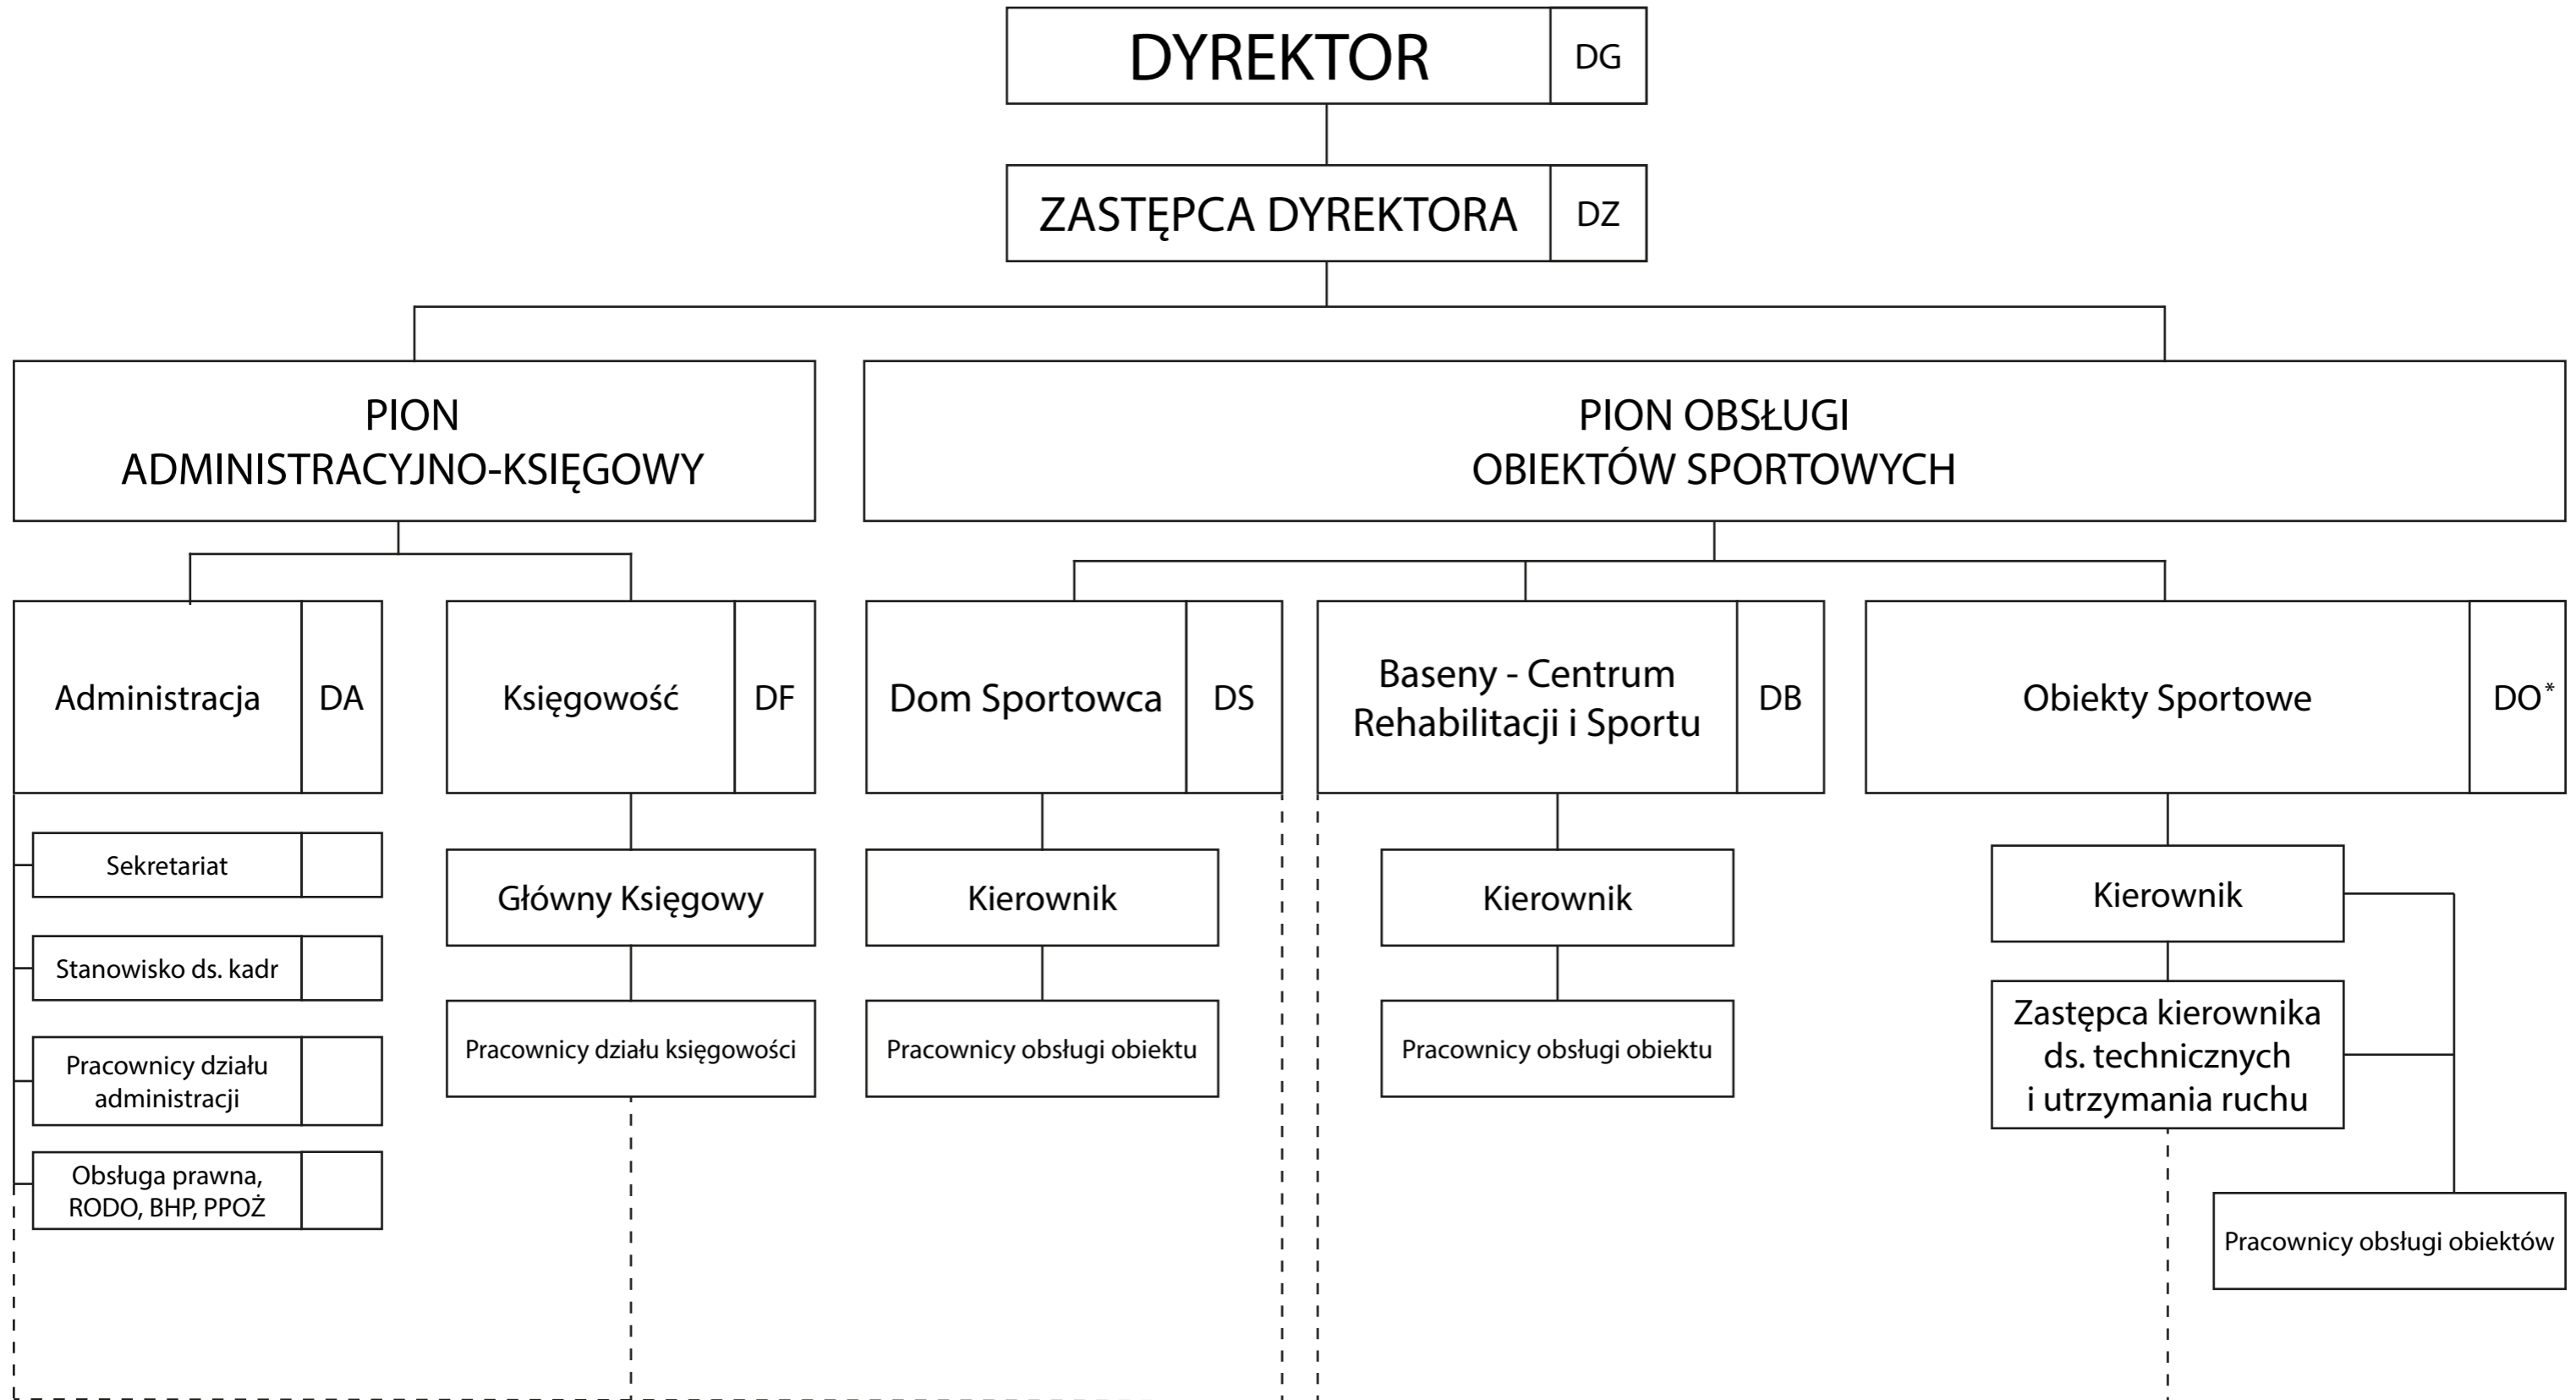 DYREKTOR
DG
ZASTĘPCA DYREKTORA
DZ
PION
ADMINISTRACYJNO-KSIĘGOWY
PION OBSŁUGI
OBIEKTÓW SPORTOWYCH
Administracja
DA
Księgowość
DF
Dom Sportowca
DS
Baseny - Centrum
Rehabilitacji i Sportu
DB
Obiekty Sportowe
DO*
Sekretariat
Stanowisko ds. kadr
Pracownicy działu
administracji
Obsługa prawna,
RODO, BHP, PPOŻ
Główny Księgowy
Pracownicy działu księgowości
Kierownik
Pracownicy obsługi obiektu
Kierownik
Pracownicy obsługi obiektu
Kierownik
Zastępca kierownika
ds. technicznych
i utrzymania ruchu
Pracownicy obsługi obiektów